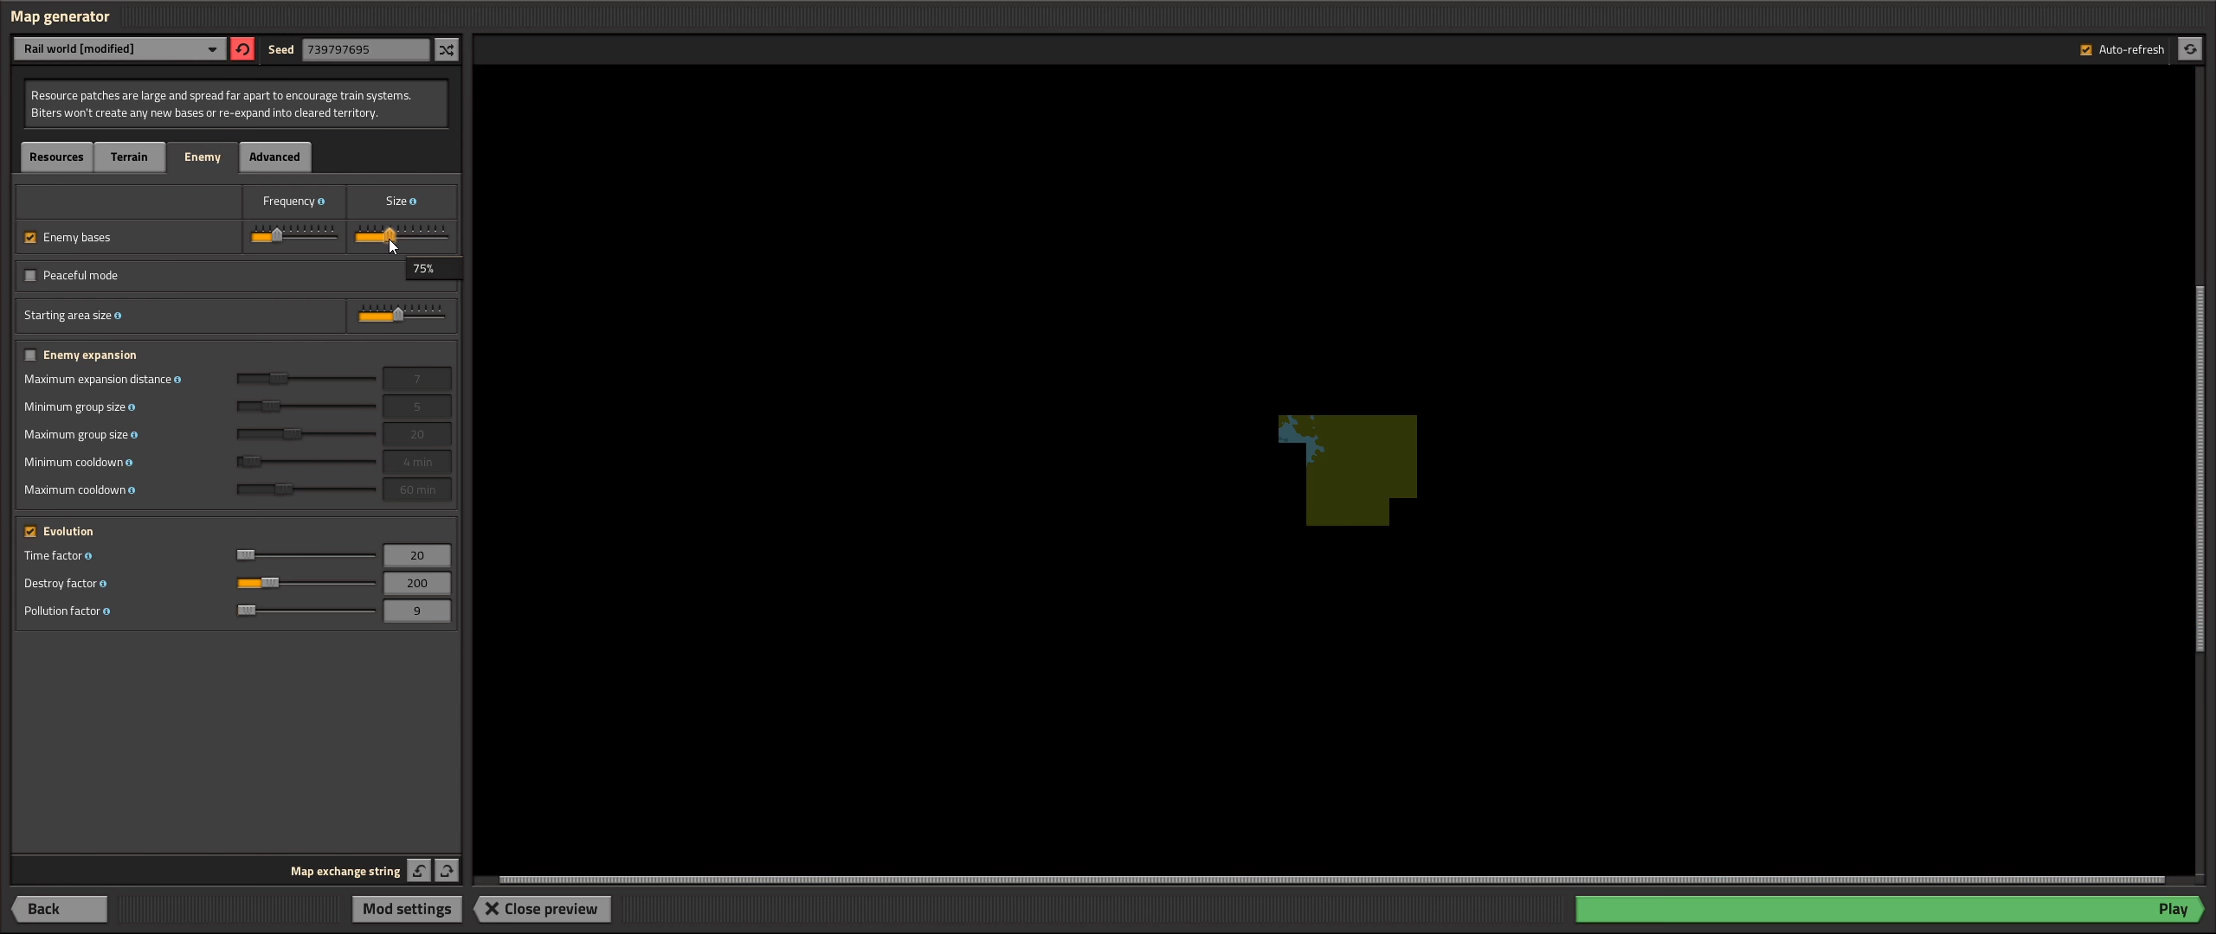 Map generator
Rail world [modified]
Seed
739797695
Auto-refresh
Resource patches are large and spread far apart to encourage train systems.
Biters won't create any new bases or re-expand into cleared territory.
Resources
Terrain
Enemy
Advanced
Frequency
Size
Enemy bases
75%
Peaceful mode
Starting area size
Enemy expansion
Maximum expansion distance
7
Minimum group size
5
Maximum group size
20
Minimum cooldown
4 min
Maximum cooldown
60 min
Evolution
Time factor
20
Destroy factor
200
Pollution factor
9
Map exchange string
Back
Mod settings
Close preview
Play